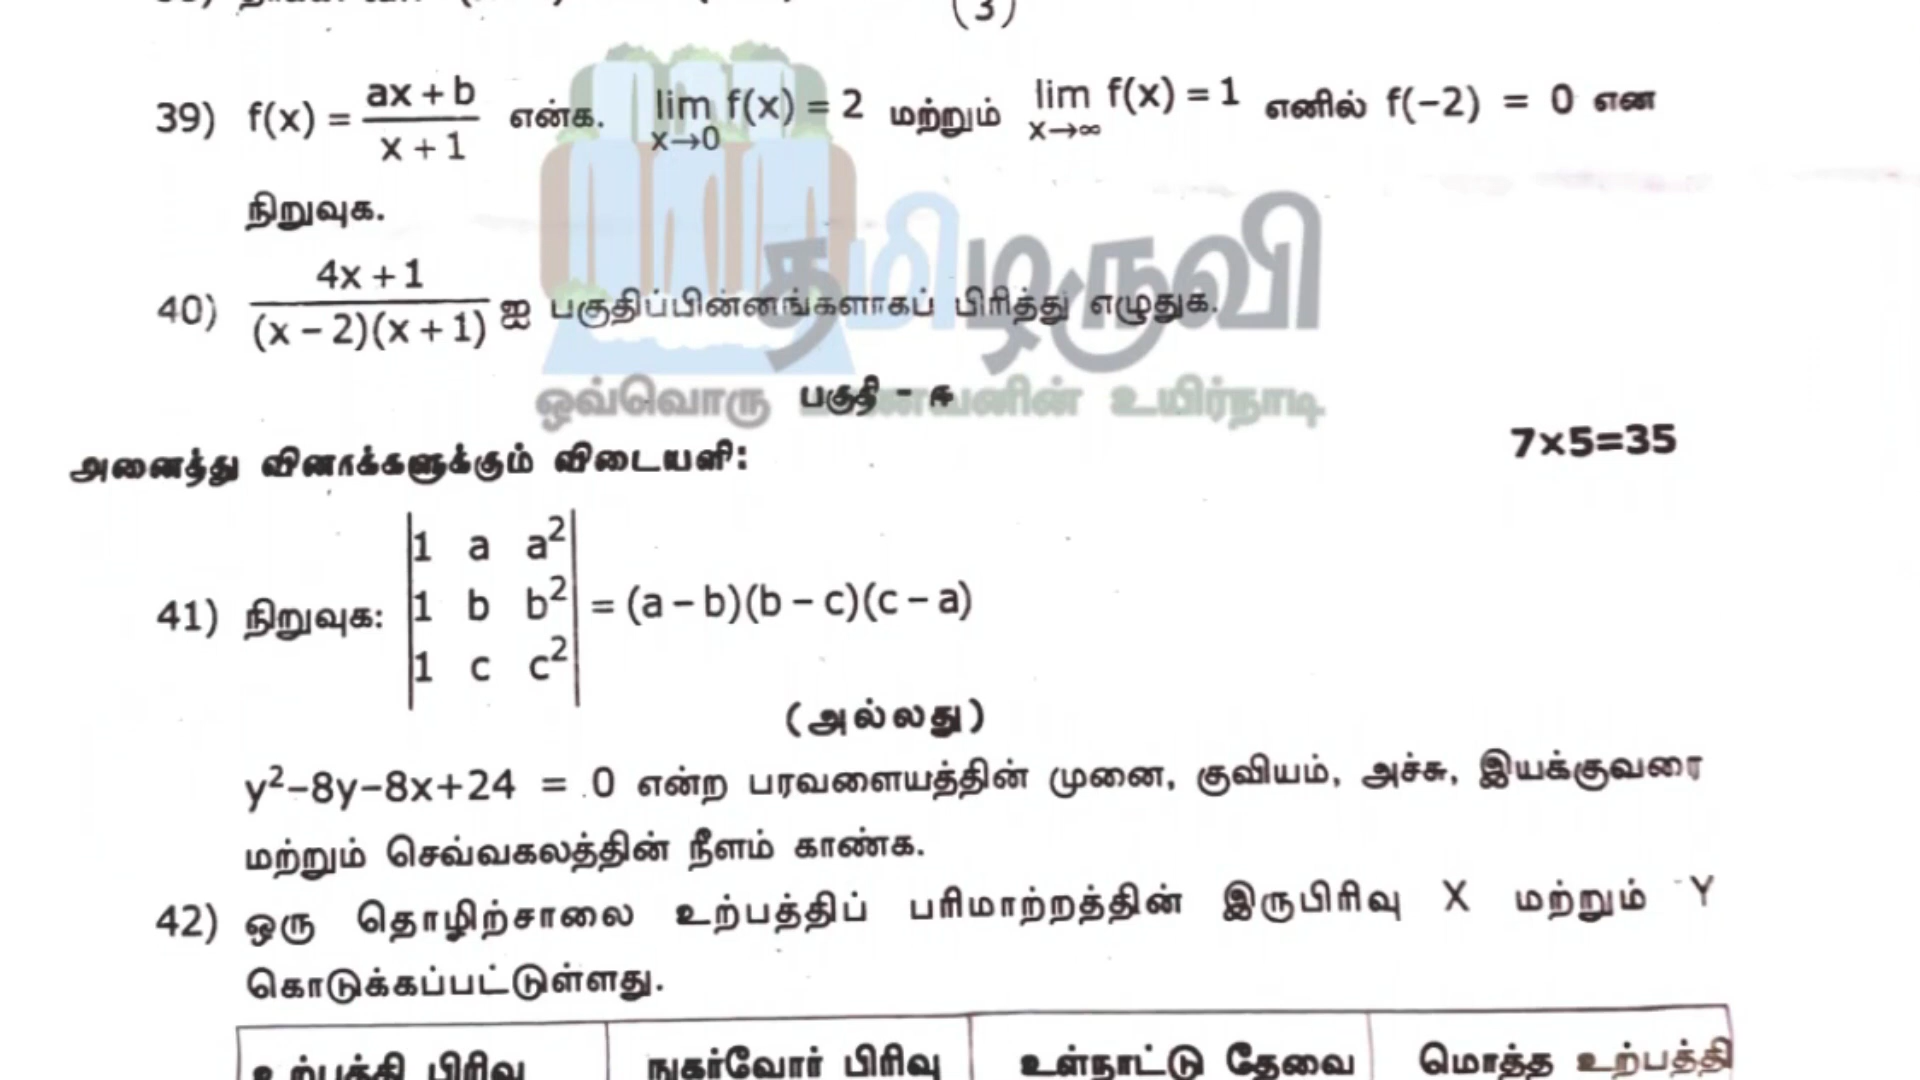 (3)
39) f(x) = (ax + b)/(x + 1) என்க. lim x→0 f(x) = 2 மற்றும் lim x→∞ f(x) = 1 எனில் f(−2) = 0 என
நிறுவுக.
40) (4x + 1)/((x − 2)(x + 1)) ஐ பகுதிப்பின்னங்களாகப் பிரித்து எழுதுக.
தமிழருவி
பகுதி - ஈ
அனைத்து வினாக்களுக்கும் விடையளி: 7×5=35
1 a a²
41) நிறுவுக: |1 b b²| = (a − b)(b − c)(c − a)
1 c c²
(அல்லது)
y²−8y−8x+24 = 0 என்ற பரவளையத்தின் முனை, குவியம், அச்சு, இயக்குவரை
மற்றும் செவ்வகலத்தின் நீளம் காண்க.
42) ஒரு தொழிற்சாலை உற்பத்திப் பரிமாற்றத்தின் இருபிரிவு X மற்றும் Y
கொடுக்கப்பட்டுள்ளது.
உற்பத்தி பிரிவு நுகர்வோர் பிரிவு உள்நாட்டு தேவை மொத்த உற்பத்தி